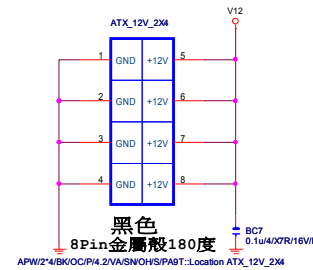 V12
ATX_12V_2X4
1 GND +12V 5
2 GND +12V 6
3 GND +12V 7
4 GND +12V 8
黑色
8Pin金屬殼180度
BC7
0.1u/4/X7R/16V/
APW/2*4/BK/OC/P/4.2/VA/SN/OH/S/PA9T::Location ATX_12V_2X4